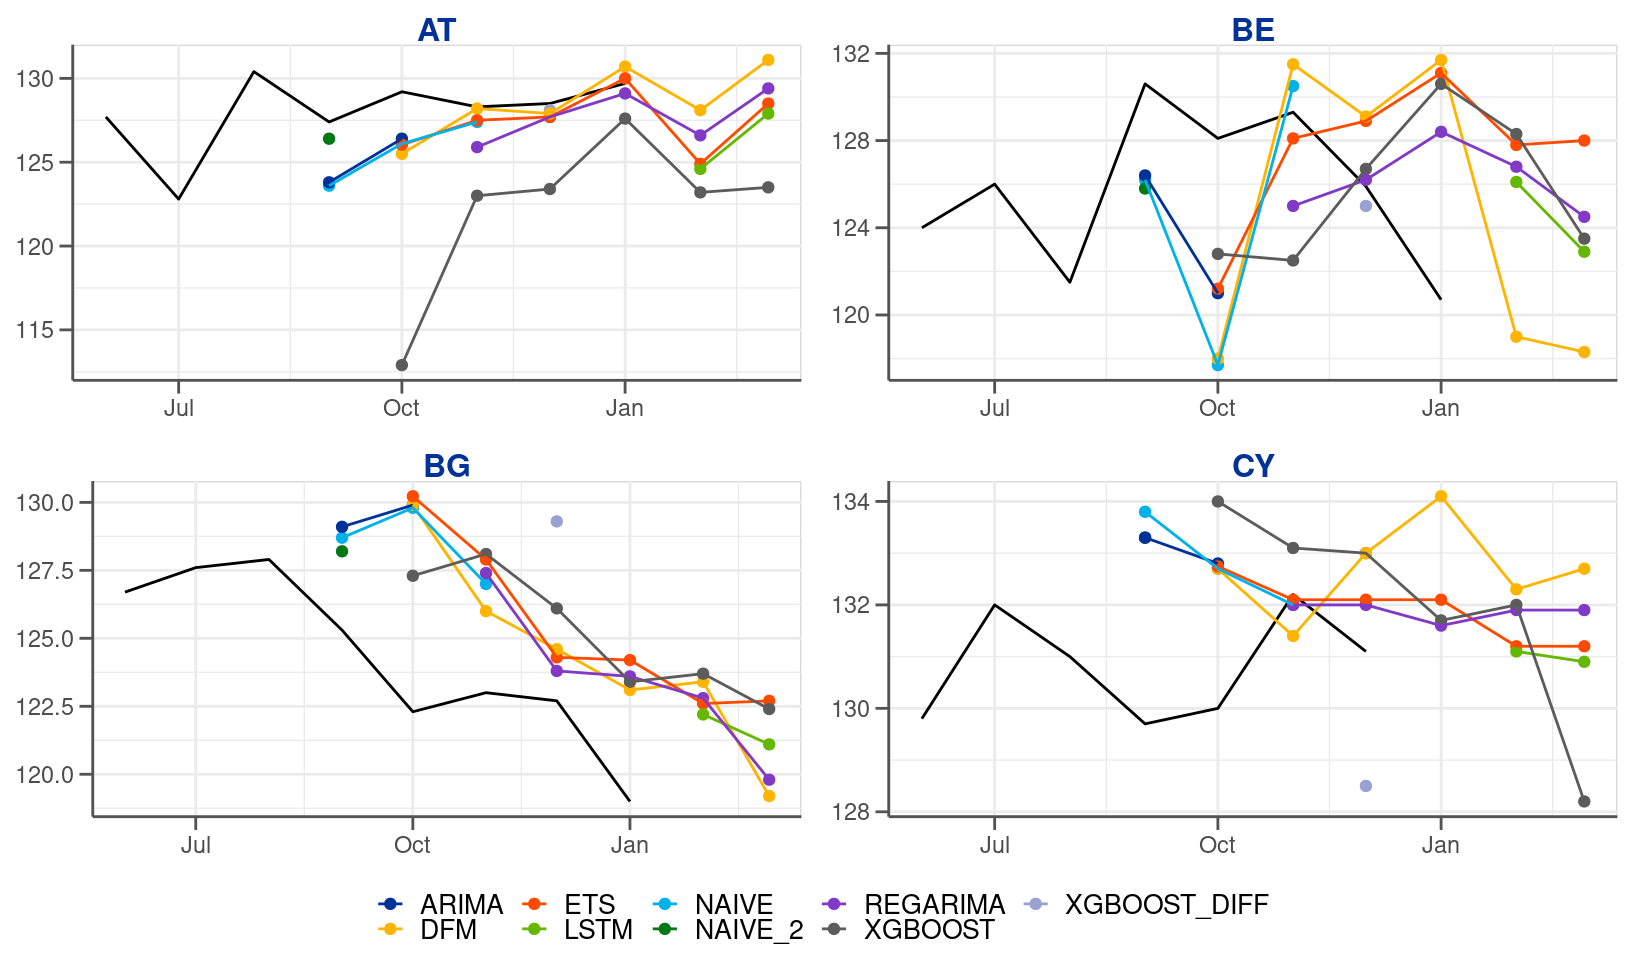 AT
BE
130
125
120
115
Jul
Oct
Jan
132
128
124
120
Jul
Oct
Jan
BG
CY
130.0
127.5
125.0
122.5
120.0
Jul
Oct
Jan
134
132
130
128
Jul
Oct
Jan
ARIMA ETS NAIVE REGARIMA XGBOOST_DIFF
DFM LSTM NAIVE_2 XGBOOST